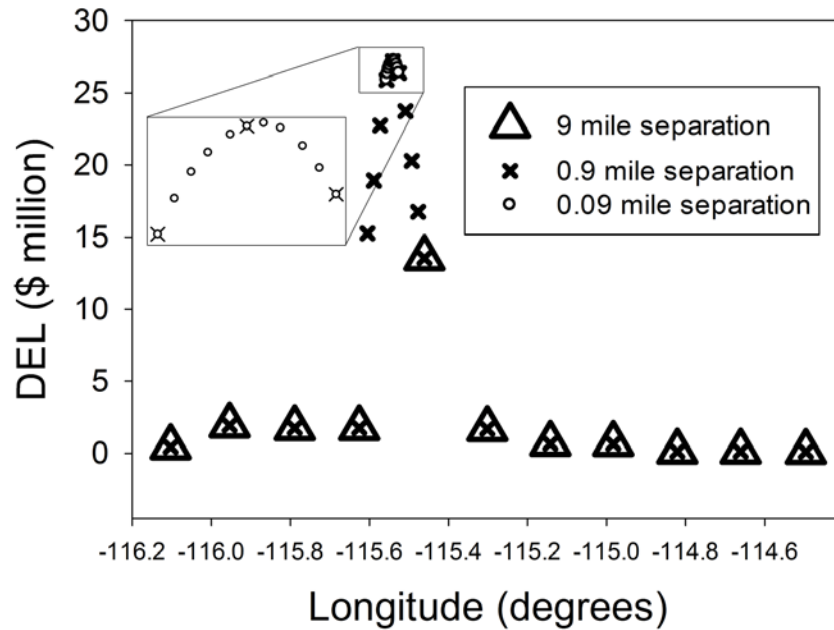 30
25
20
15
10
5
0
DEL ($ million)
9 mile separation
0.9 mile separation
0.09 mile separation
-116.2 -116.0 -115.8 -115.6 -115.4 -115.2 -115.0 -114.8 -114.6
Longitude (degrees)